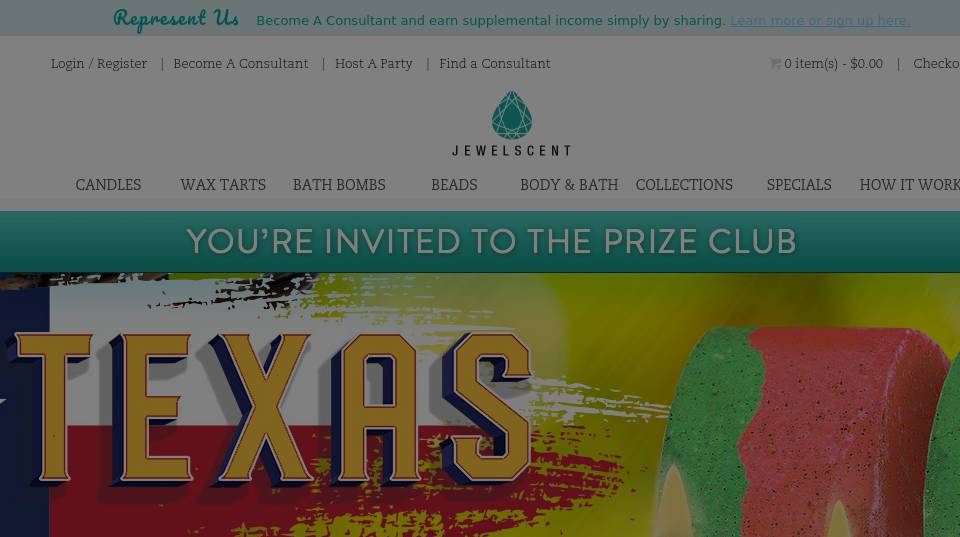 Represent Us Become A Consultant and earn supplemental income simply by sharing. Learn more or sign up here.
Login / Register | Become A Consultant | Host A Party | Find a Consultant 0 item(s) - $0.00 | Checko
JEWELSCENT
CANDLES WAX TARTS BATH BOMBS BEADS BODY & BATH COLLECTIONS SPECIALS HOW IT WORK
YOU'RE INVITED TO THE PRIZE CLUB
TEXAS